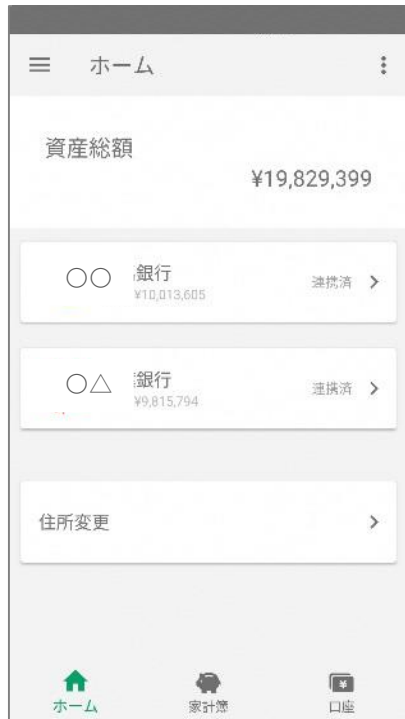 ホーム
資産総額
¥19,829,399
○○ 銀行
¥10,013,605
連携済
○△ 銀行
¥9,815,794
連携済
住所変更
ホーム
家計簿
口座